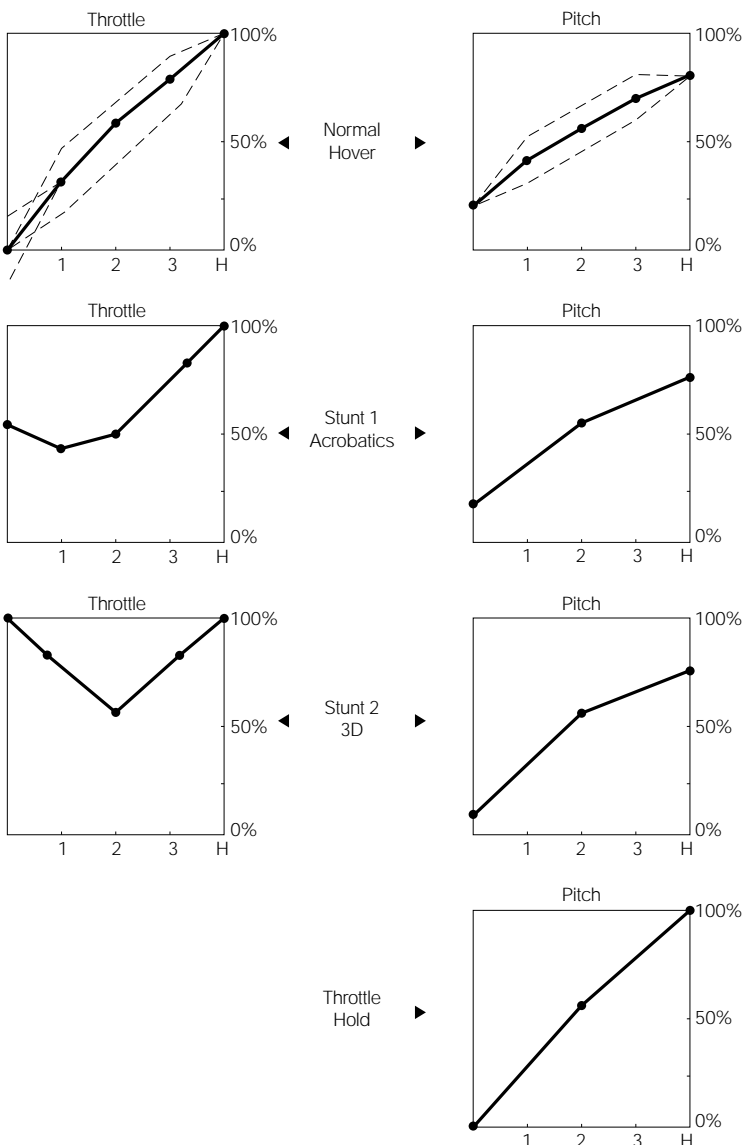 Throttle
100%
50%
0%
1 2 3 H
Normal
Hover
Pitch
100%
50%
0%
1 2 3 H
Throttle
100%
50%
0%
1 2 3 H
Stunt 1
Acrobatics
Pitch
100%
50%
0%
1 2 3 H
Throttle
100%
50%
0%
1 2 3 H
Stunt 2
3D
Pitch
100%
50%
0%
1 2 3 H
Throttle
Hold
Pitch
100%
50%
0%
1 2 3 H